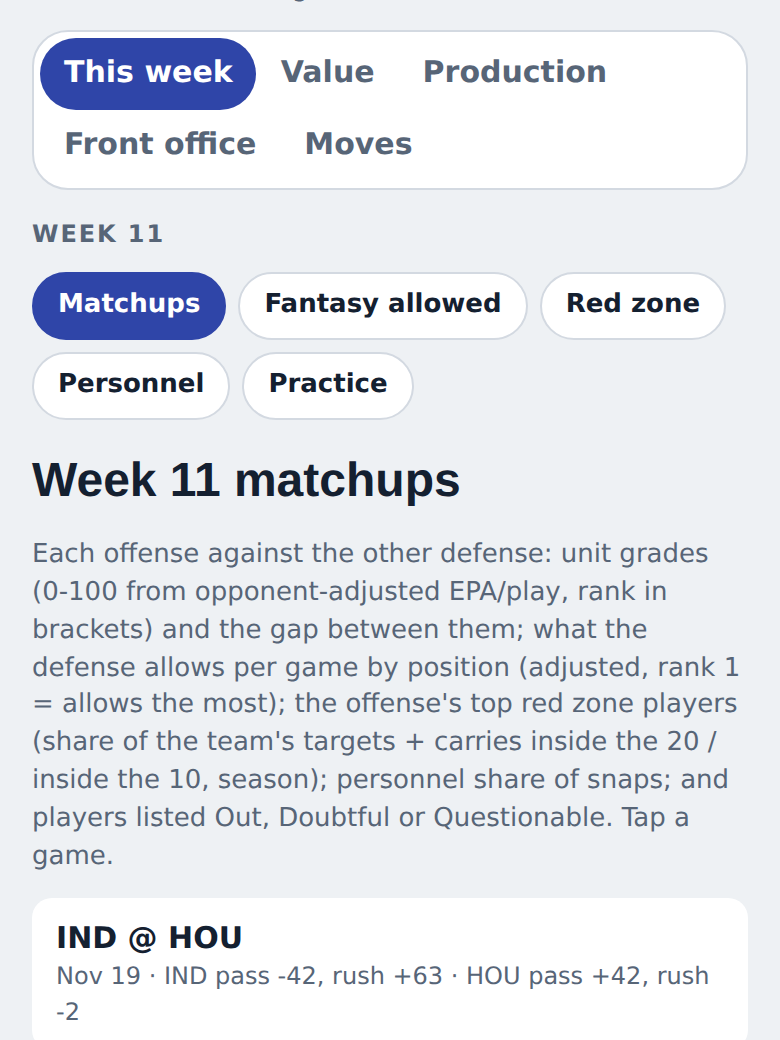 This week Value Production
Front office Moves
WEEK 11
Matchups Fantasy allowed Red zone
Personnel Practice
Week 11 matchups
Each offense against the other defense: unit grades
(0-100 from opponent-adjusted EPA/play, rank in
brackets) and the gap between them; what the
defense allows per game by position (adjusted, rank 1
= allows the most); the offense's top red zone players
(share of the team's targets + carries inside the 20 /
inside the 10, season); personnel share of snaps; and
players listed Out, Doubtful or Questionable. Tap a
game.
IND @ HOU
Nov 19 · IND pass -42, rush +63 · HOU pass +42, rush
-2